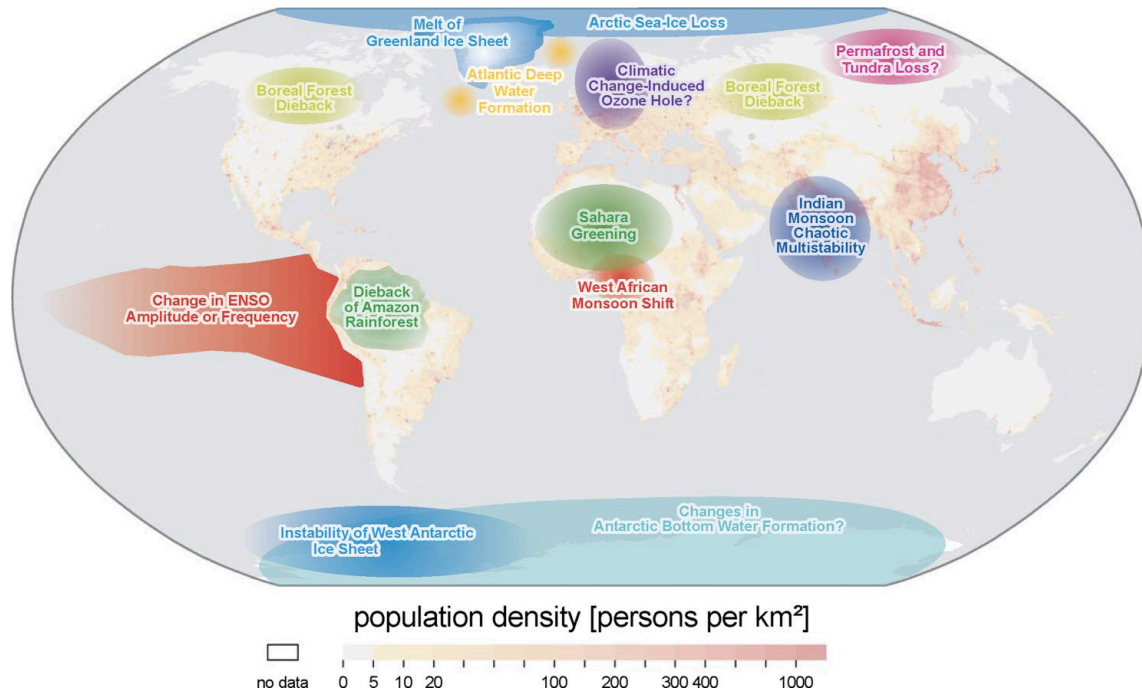 Melt of
Greenland Ice Sheet
Arctic Sea-Ice Loss
Atlantic Deep
Water
Formation
Climatic
Change-Induced
Ozone Hole?
Permafrost and
Tundra Loss?
Boreal Forest
Dieback
Boreal Forest
Dieback
Sahara
Greening
Indian
Monsoon
Chaotic
Multistability
West African
Monsoon Shift
Change in ENSO
Amplitude or Frequency
Dieback
of Amazon
Rainforest
Changes in
Antarctic Bottom Water Formation?
Instability of West Antarctic
Ice Sheet
population density [persons per km²]
no data 0 5 10 20 100 200 300 400 1000